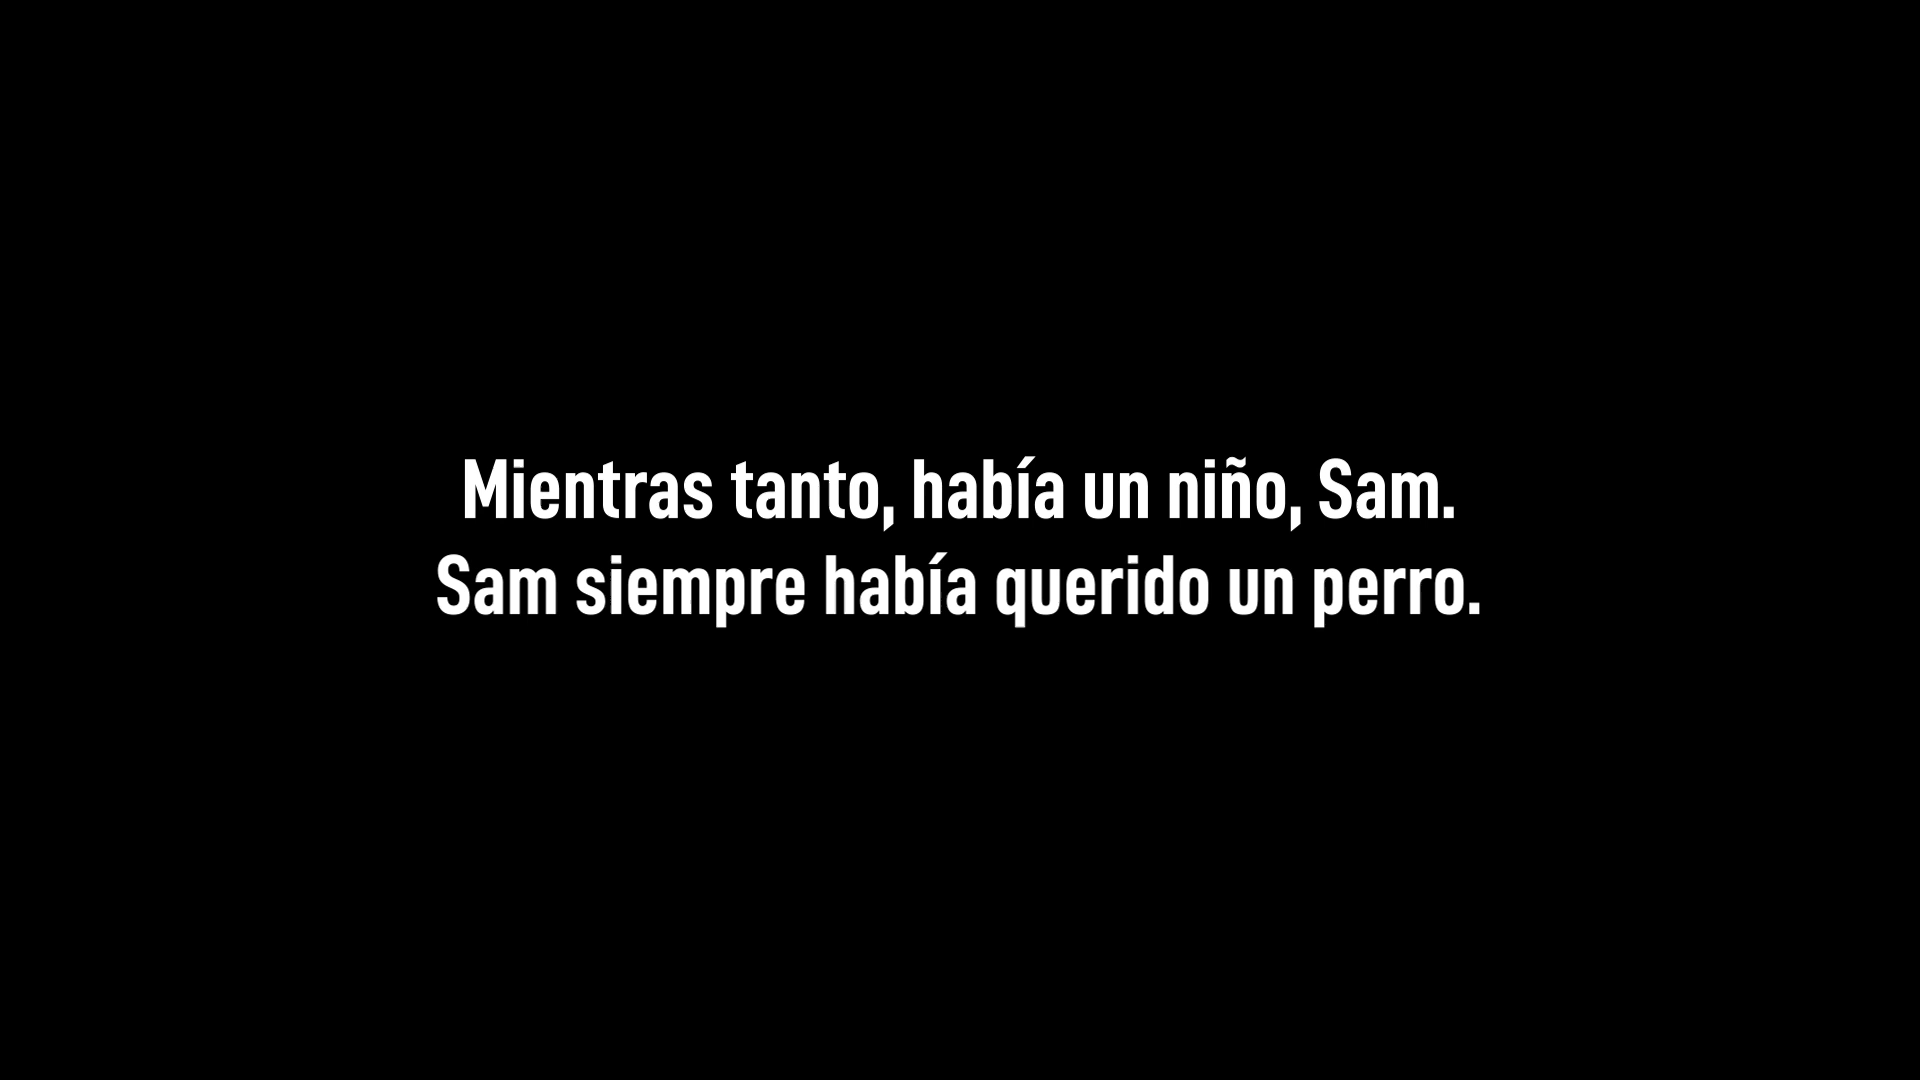 Mientras tanto, había un niño, Sam.
Sam siempre había querido un perro.